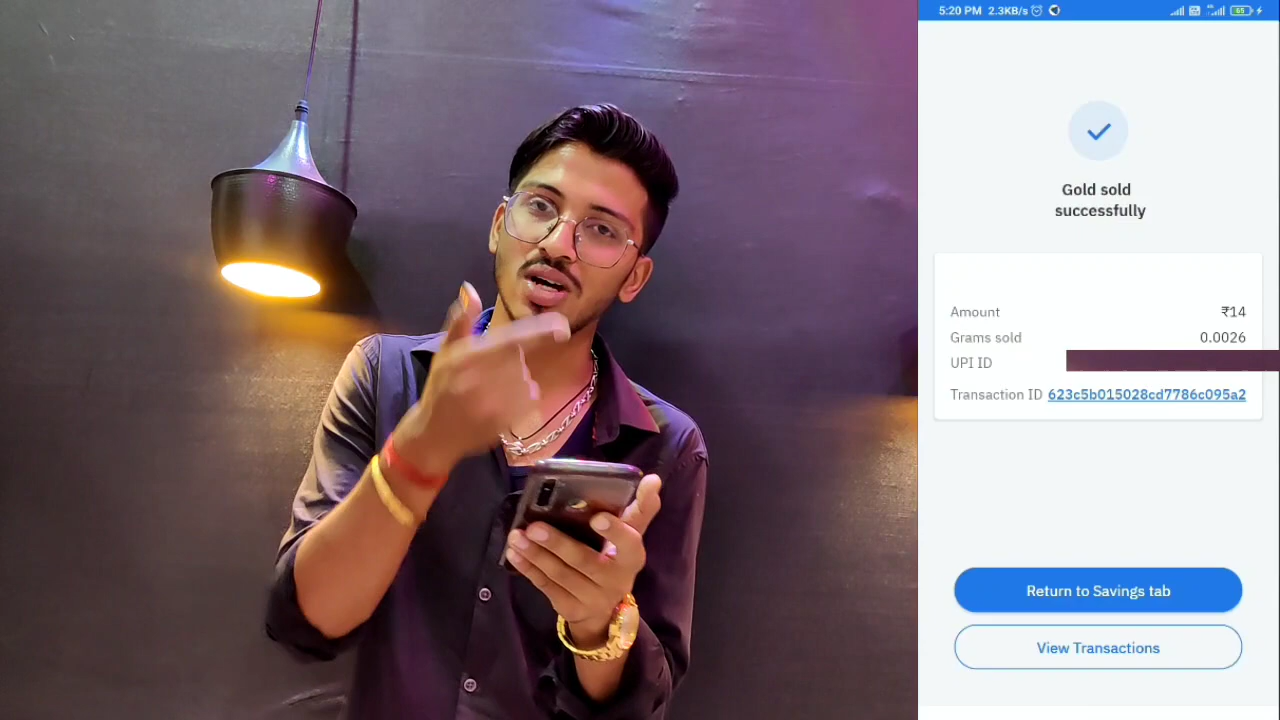 5:20 PM 2.3KB/s
65
Gold sold
successfully
Amount ₹14
Grams sold 0.0026
UPI ID
Transaction ID 623c5b015028cd7786c095a2
Return to Savings tab
View Transactions